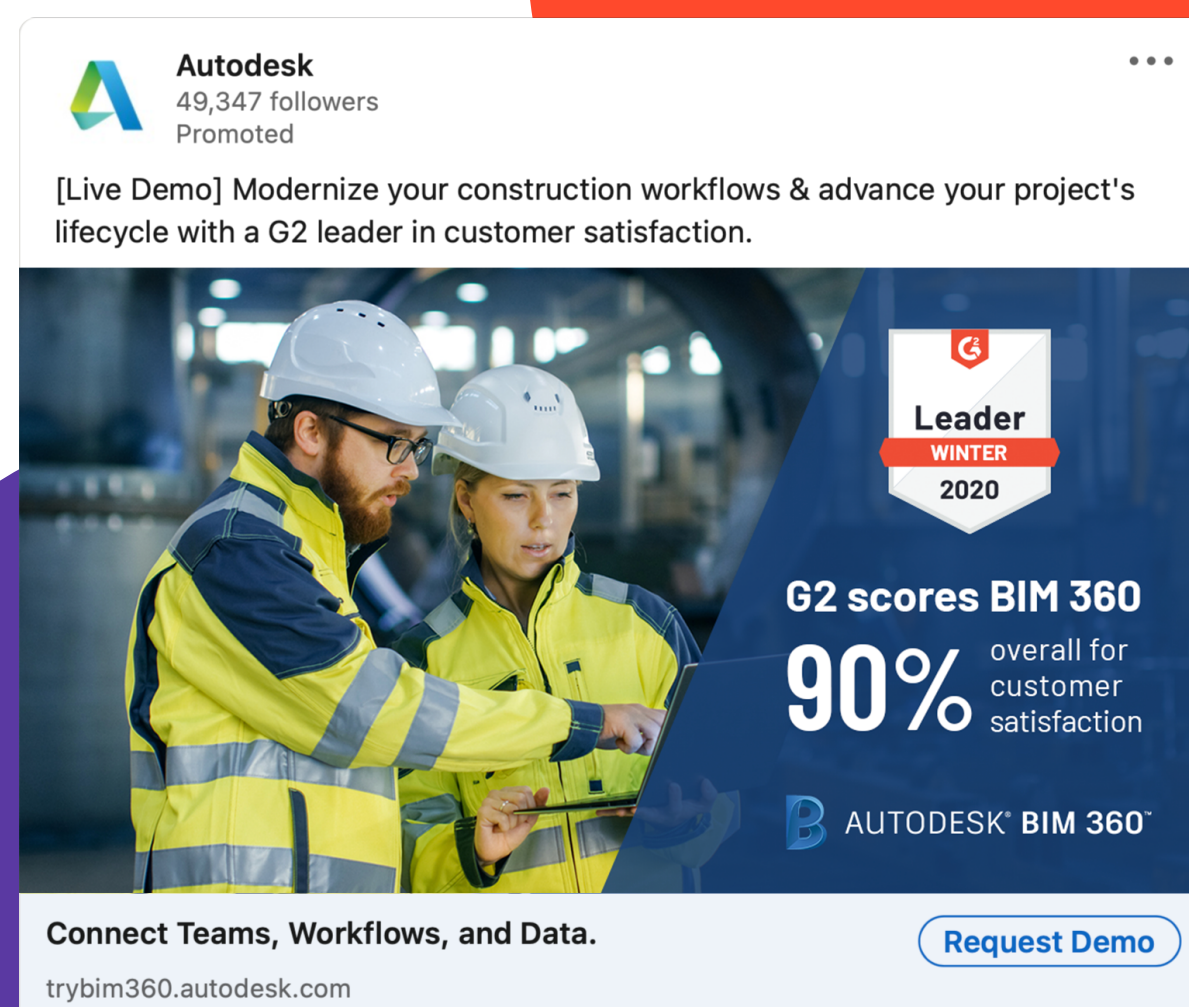 Autodesk
49,347 followers
Promoted
[Live Demo] Modernize your construction workflows & advance your project's
lifecycle with a G2 leader in customer satisfaction.
G2
Leader
WINTER
2020
G2 scores BIM 360
90%
overall for
customer
satisfaction
AUTODESK® BIM 360™
Connect Teams, Workflows, and Data.
Request Demo
trybim360.autodesk.com